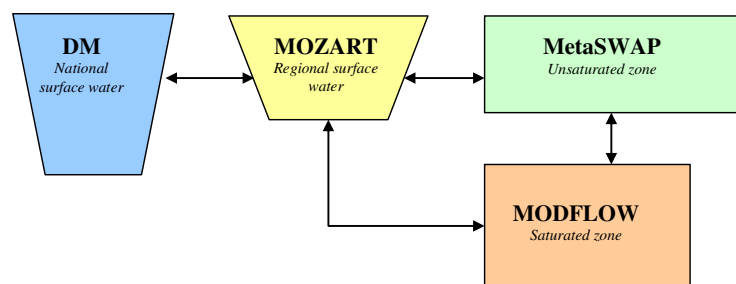 DM
National
surface water
MOZART
Regional surface
water
MetaSWAP
Unsaturated zone
MODFLOW
Saturated zone